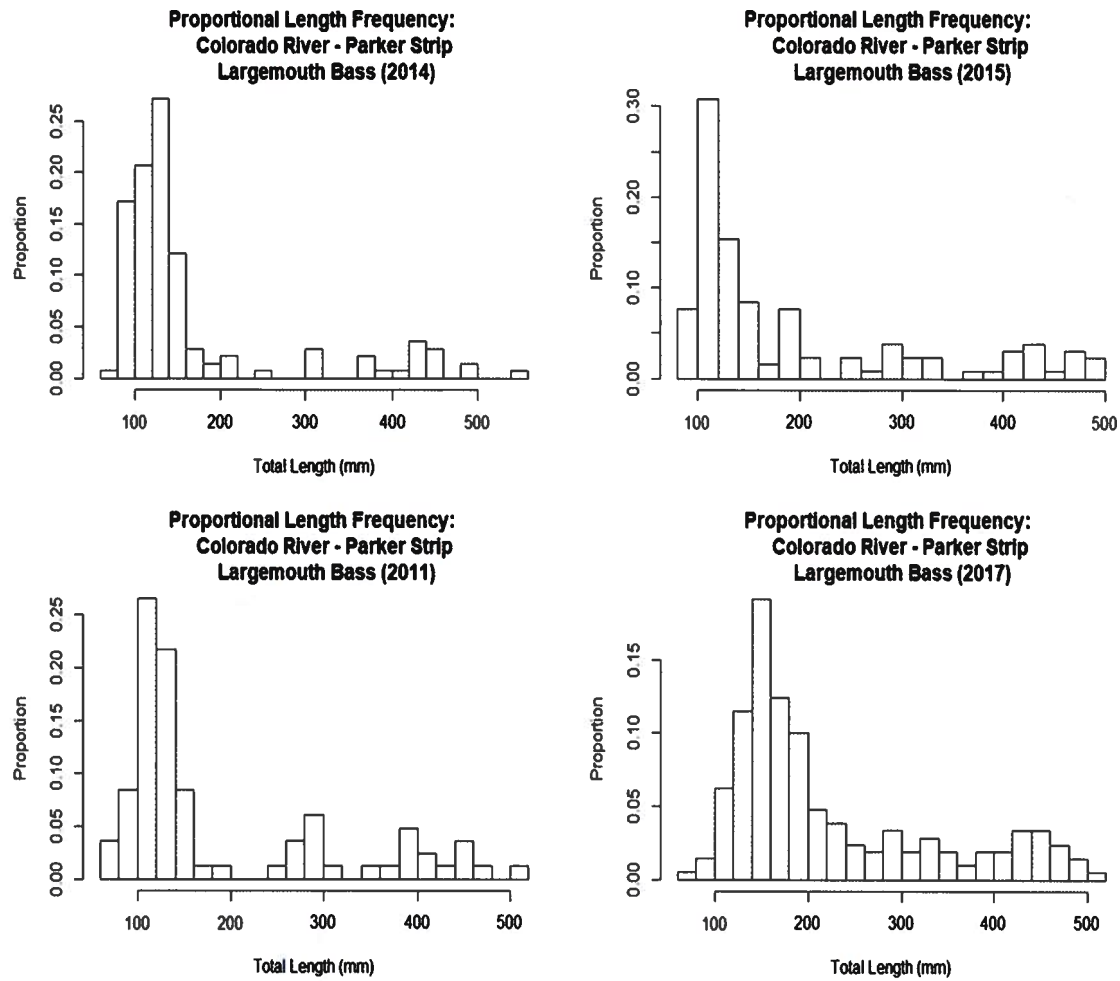 Proportional Length Frequency:
Colorado River - Parker Strip
Largemouth Bass (2014)
Proportion
0.00 0.05 0.10 0.15 0.20 0.25
100 200 300 400 500
Total Length (mm)
Proportional Length Frequency:
Colorado River - Parker Strip
Largemouth Bass (2015)
Proportion
0.00 0.10 0.20 0.30
100 200 300 400 500
Total Length (mm)
Proportional Length Frequency:
Colorado River - Parker Strip
Largemouth Bass (2011)
Proportion
0.00 0.05 0.10 0.15 0.20 0.25
100 200 300 400 500
Total Length (mm)
Proportional Length Frequency:
Colorado River - Parker Strip
Largemouth Bass (2017)
Proportion
0.00 0.05 0.10 0.15
100 200 300 400 500
Total Length (mm)